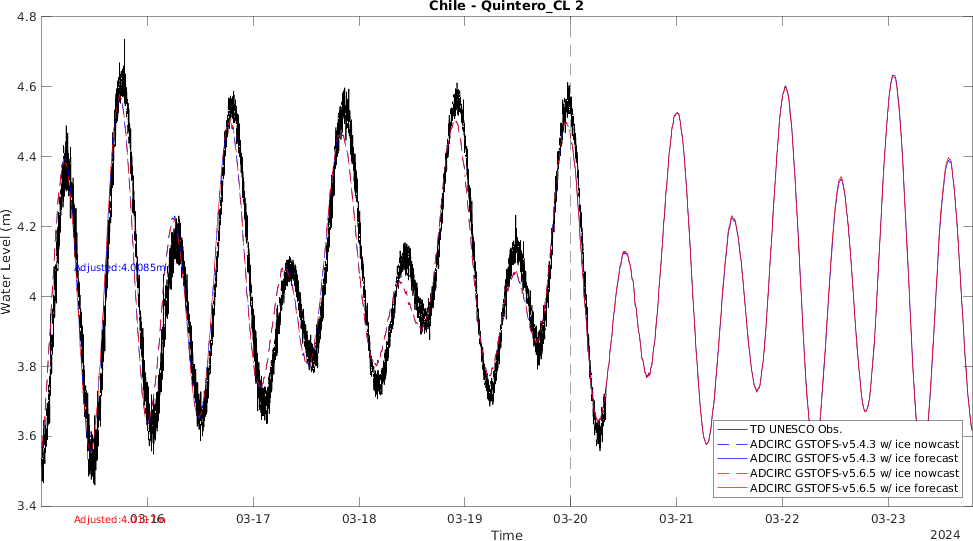 Chile - Quintero_CL 2
4.8
4.6
4.4
4.2
4
3.8
3.6
3.4
Water Level (m)
Adjusted:4.0085m
TD UNESCO Obs.
ADCIRC GSTOFS-v5.4.3 w/ ice nowcast
ADCIRC GSTOFS-v5.4.3 w/ ice forecast
ADCIRC GSTOFS-v5.6.5 w/ ice nowcast
ADCIRC GSTOFS-v5.6.5 w/ ice forecast
03-16
03-17
03-18
03-19
03-20
03-21
03-22
03-23
Time
2024